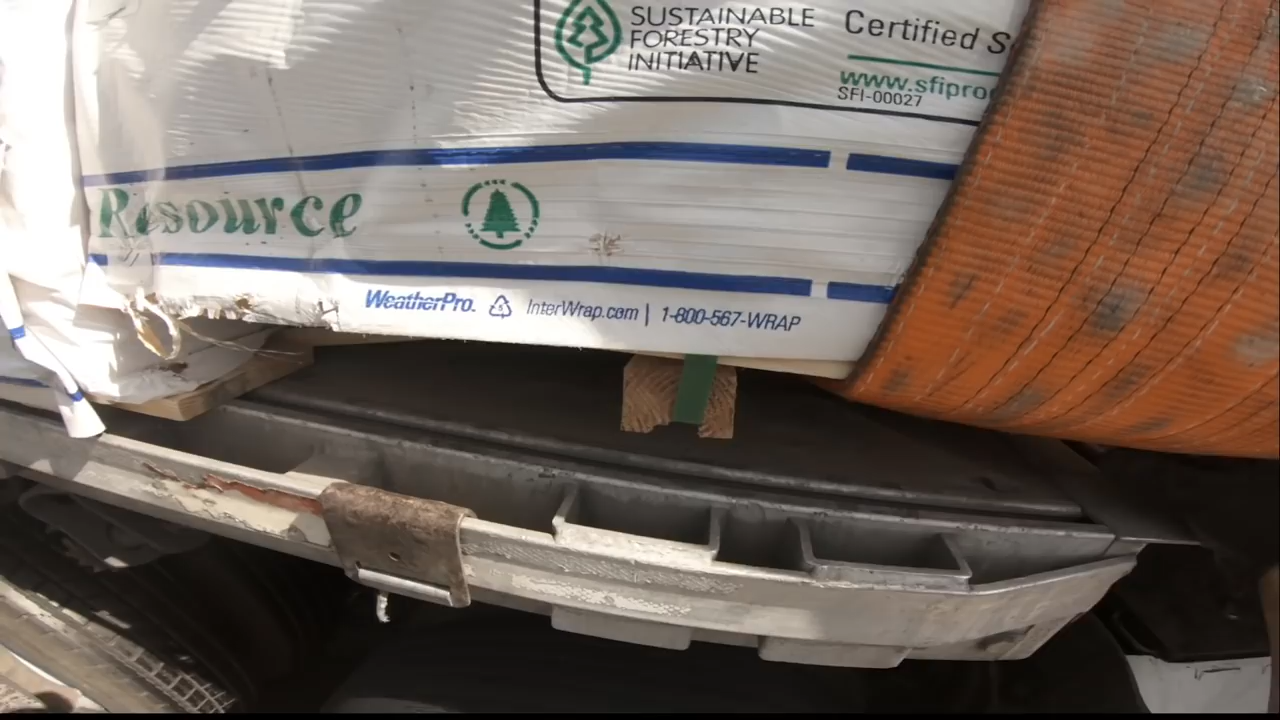 SUSTAINABLE
FORESTRY
INITIATIVE
Certified S
www.sfipro
SFI-00027
Resource
WeatherPro. InterWrap.com | 1-800-567-WRAP